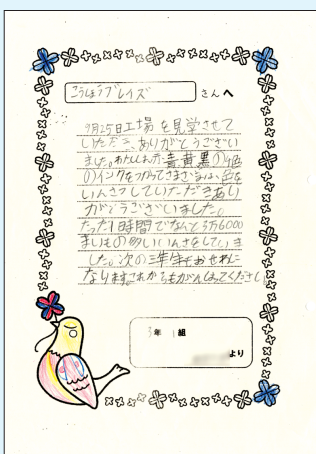 こうほうブレイズ さんへ
9月25日工場を見学させて
いただき、ありがとうござい
ました。わたしんか青黄黒の色
のインクをつかってさまざまな色を
いんさつしていただきあり
がとうございました。
たった1時間でなんと3万6000
まいもの多いいんさをしていま
した。次の三年生もおせわに
なります。これからもがんばってください
3年 1組
より